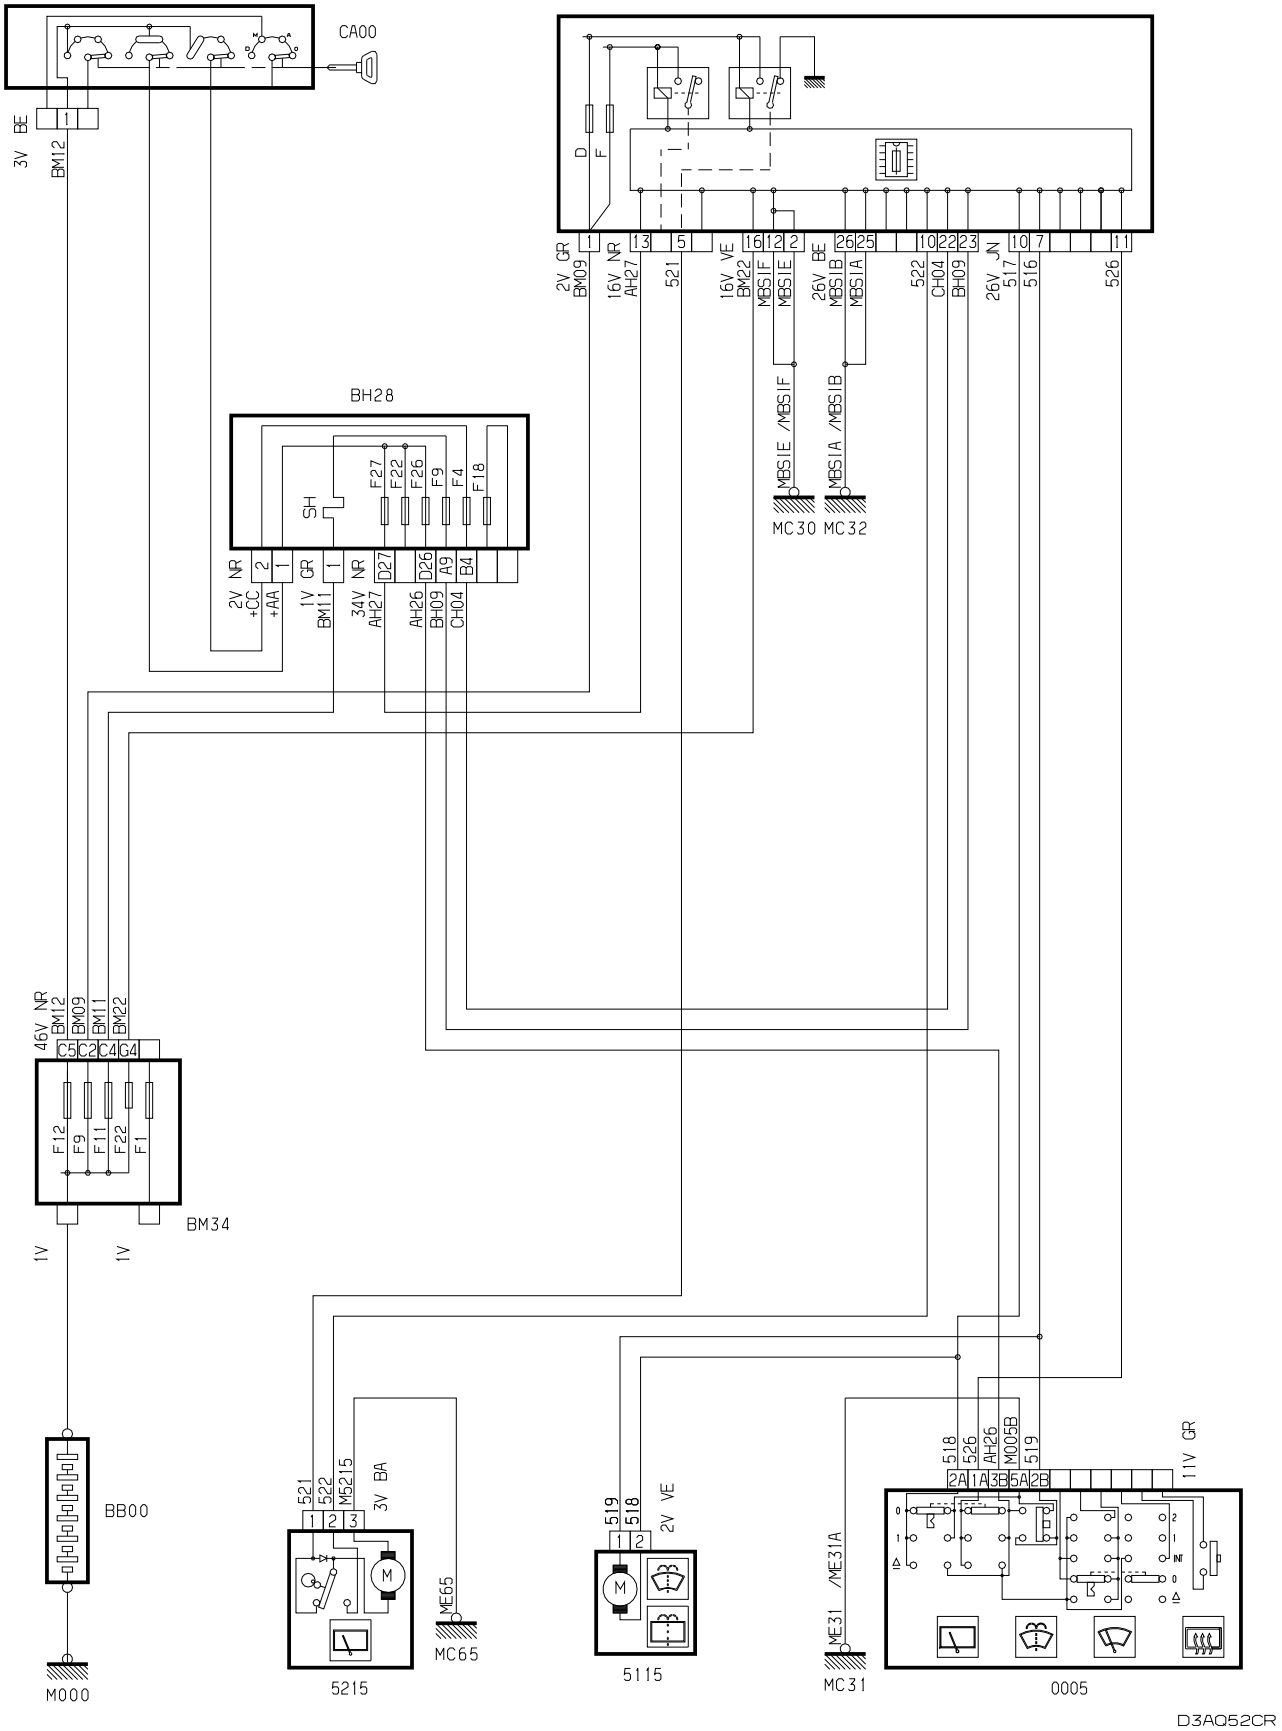 CA00
M A
D O
3V BE
1
BM12
D
F
2V GR
1
BM09
16V NR
13
AH27
5
521
16V VE
16 12 2
BM22
MBSIF
MBSIE
26V BE
26 25
MBSIB
MBSIA
10 22 23
522
CH04
BH09
26V JN
10 7
517
516
11
526
MBSIE /MBSIF
MBSIA /MBSIB
MC30
MC32
BH28
SH
F27
F22
F26
F9
F4
F18
2V NR
2 1
+CC
+AA
1V GR
1
BM11
34V NR
D27
D26
A9
B4
AH27
AH26
BH09
CH04
46V NR
BM12
BM09
BM11
BM22
C5 C2 C4 G4
F12
F9
F11
F22
F1
BM34
1V
1V
BB00
M000
521
522
M5215
3V BA
1 2 3
M
5215
ME65
MC65
519
518
2V VE
1 2
M
5115
ME31 /ME31A
MC31
518
526
AH26
M005B
519
11V GR
2A 1A 3B 5A 2B
0
1
2
1
INT
0
0005
D3AQ52CR